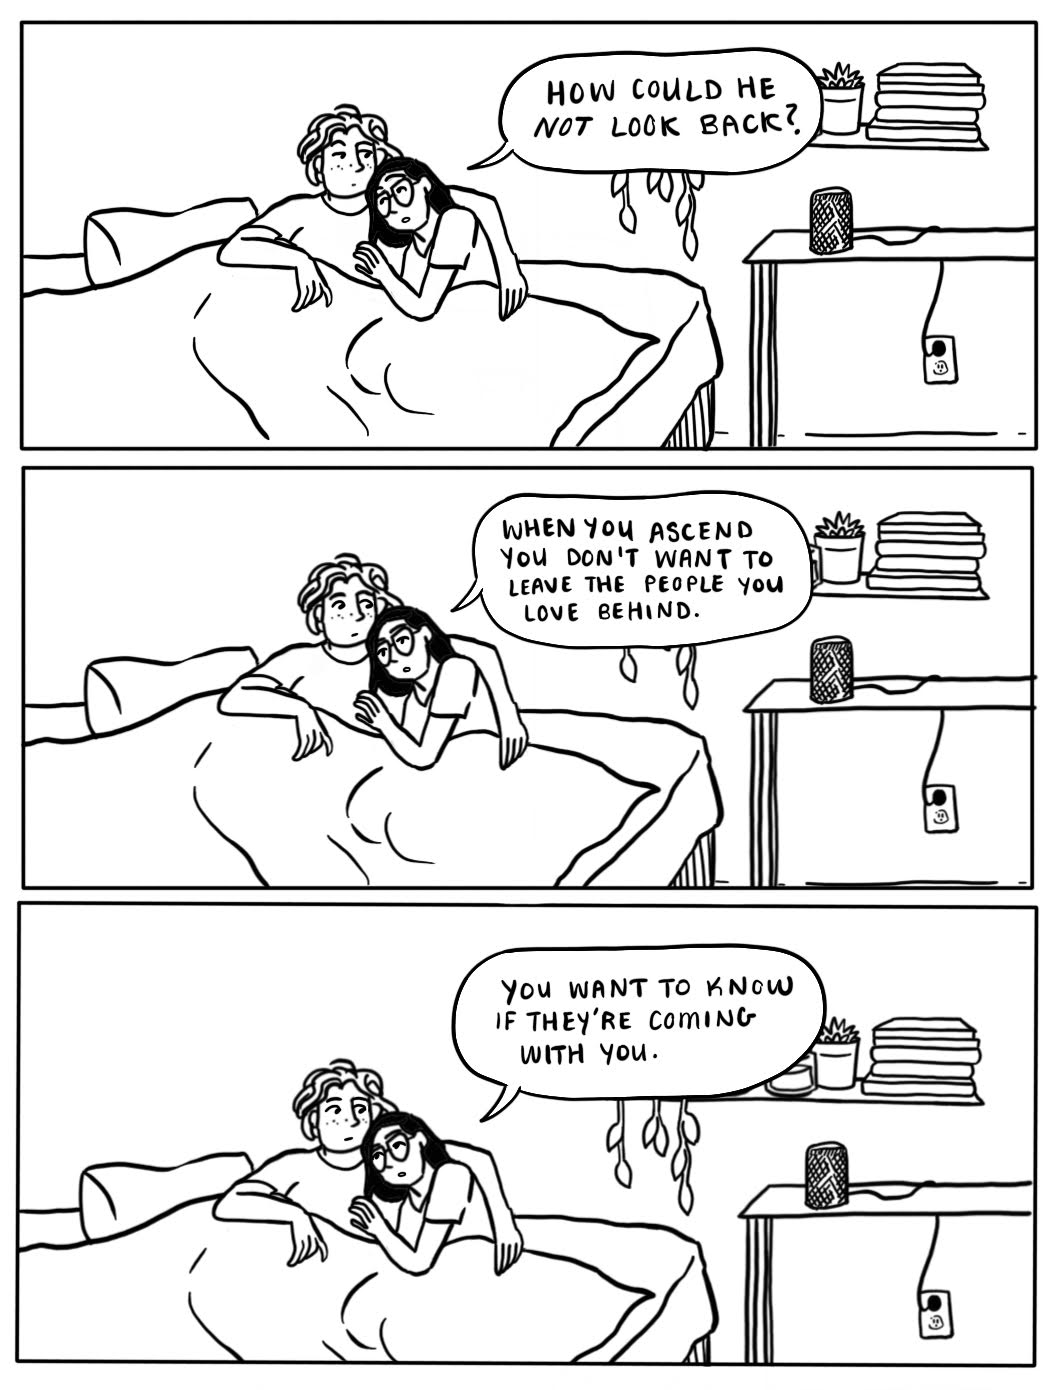 HOW COULD HE
NOT LOOK BACK?
WHEN YOU ASCEND
YOU DON'T WANT TO
LEAVE THE PEOPLE YOU
LOVE BEHIND.
YOU WANT TO KNOW
IF THEY'RE COMING
WITH YOU.